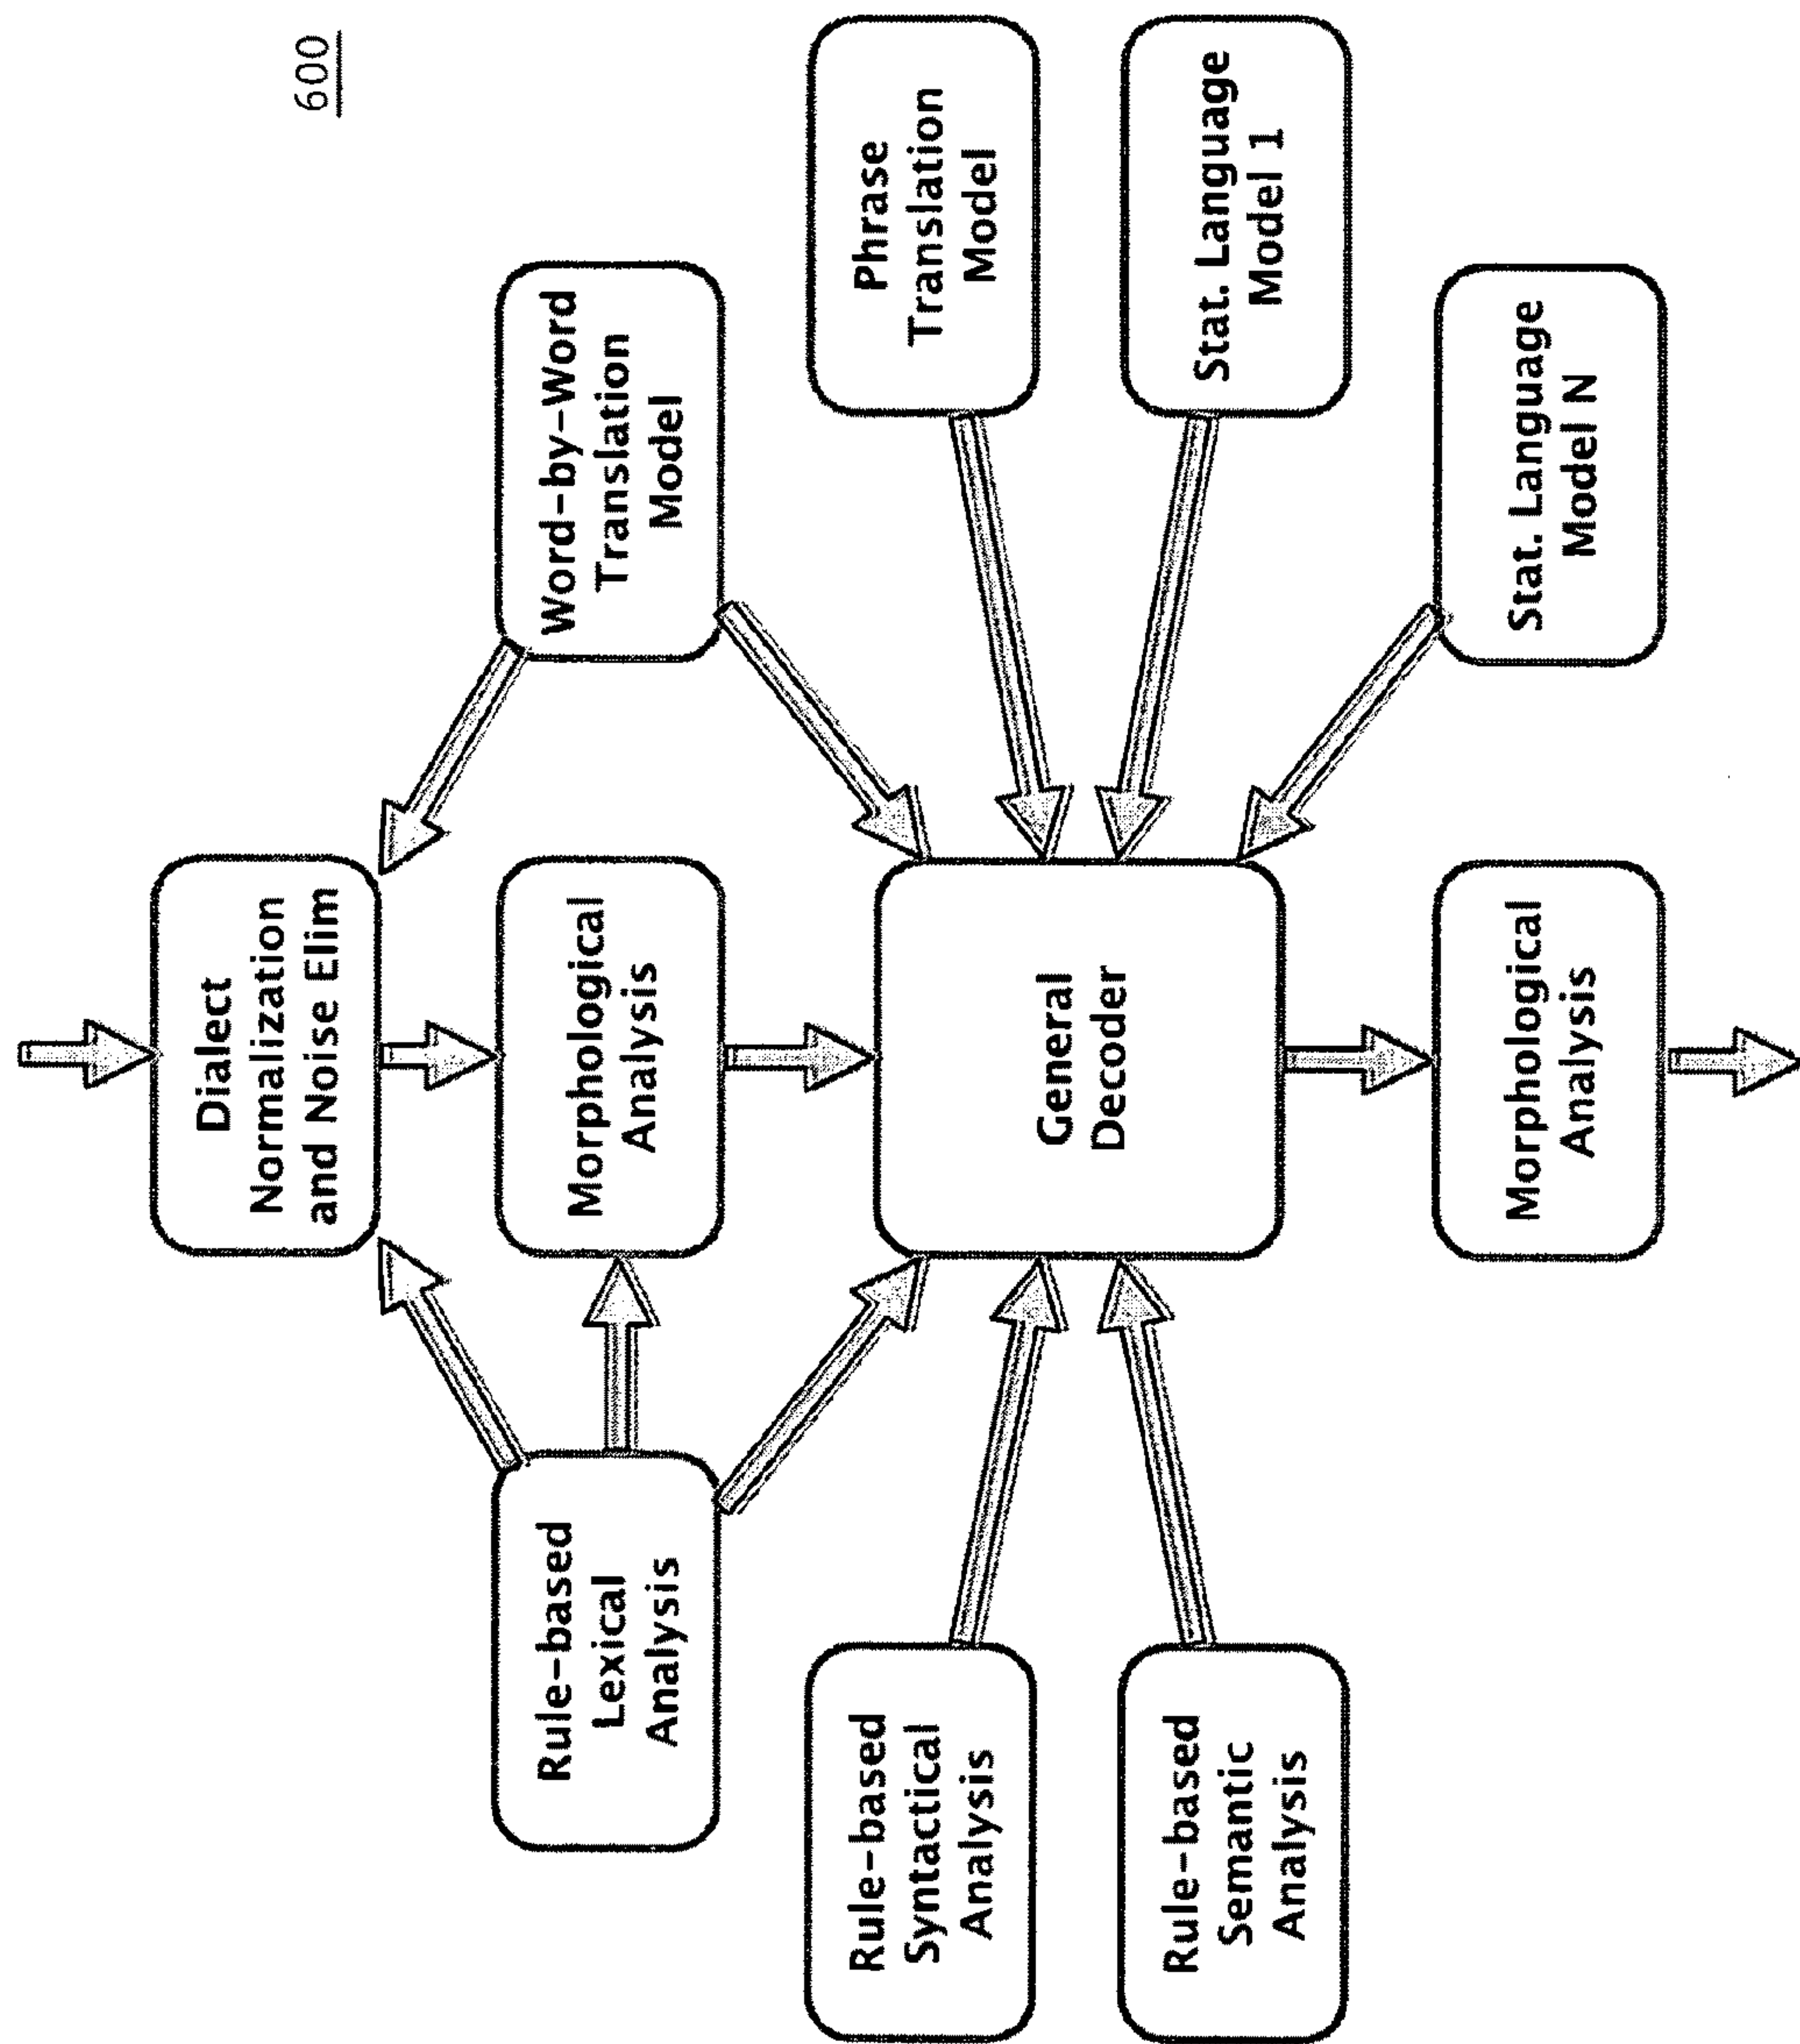 600
Dialect
Normalization
and Noise Elim
Rule-based
Lexical
Analysis
Morphological
Analysis
Word-by-Word
Translation
Model
Rule-based
Syntactical
Analysis
General
Decoder
Phrase
Translation
Model
Rule-based
Semantic
Analysis
Stat. Language
Model 1
Morphological
Analysis
Stat. Language
Model N